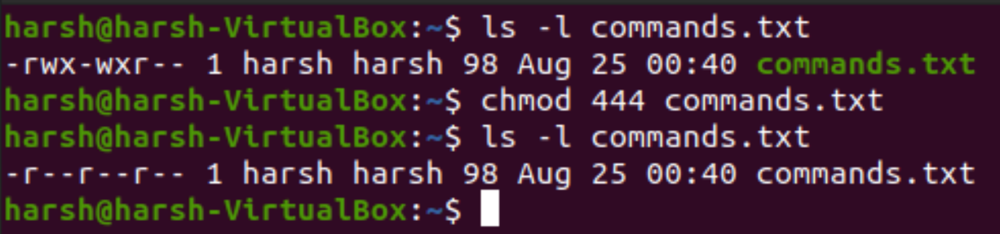 harsh@harsh-VirtualBox:~$ ls -l commands.txt
-rwx-wxr-- 1 harsh harsh 98 Aug 25 00:40 commands.txt
harsh@harsh-VirtualBox:~$ chmod 444 commands.txt
harsh@harsh-VirtualBox:~$ ls -l commands.txt
-r--r--r-- 1 harsh harsh 98 Aug 25 00:40 commands.txt
harsh@harsh-VirtualBox:~$